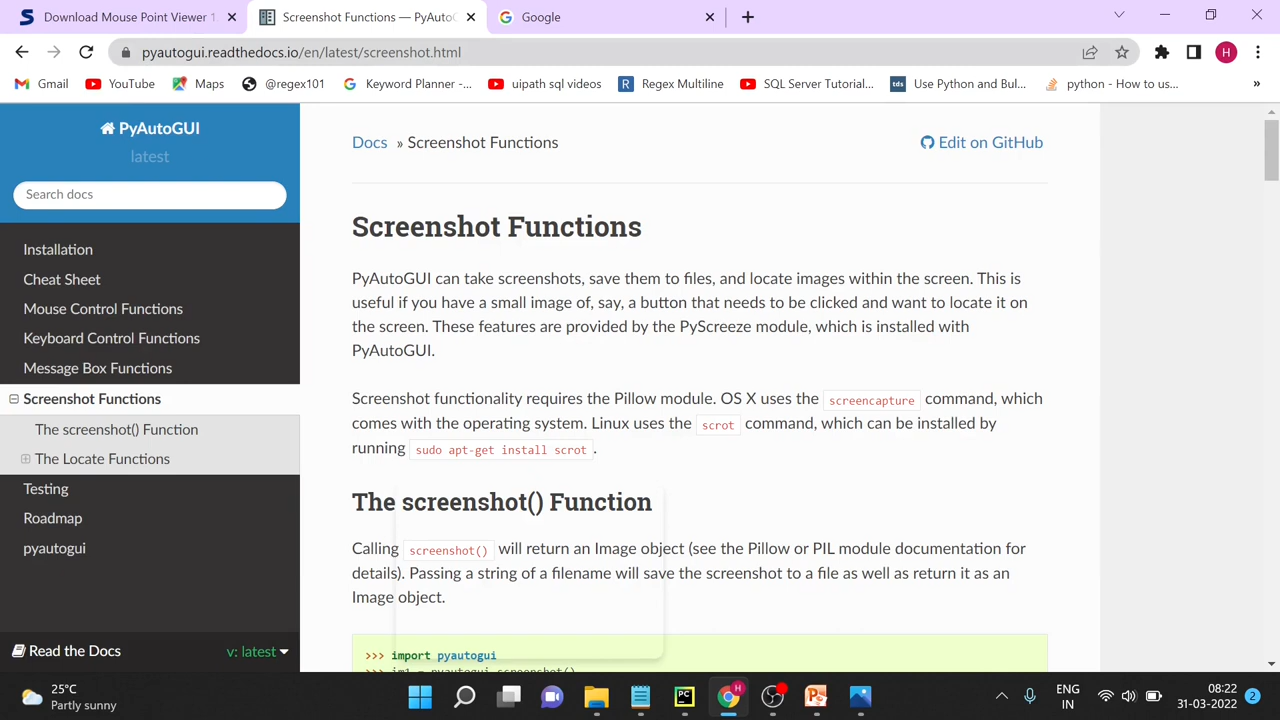 Download Mouse Point Viewer 1.
Screenshot Functions — PyAutoG
Google
pyautogui.readthedocs.io/en/latest/screenshot.html
H
Gmail
YouTube
Maps
@regex101
Keyword Planner -...
uipath sql videos
Regex Multiline
SQL Server Tutorial...
Use Python and Bul...
python - How to us...
»
PyAutoGUI
latest
Search docs
Installation
Cheat Sheet
Mouse Control Functions
Keyboard Control Functions
Message Box Functions
Screenshot Functions
The screenshot() Function
The Locate Functions
Testing
Roadmap
pyautogui
Read the Docs
v: latest
Docs » Screenshot Functions
Edit on GitHub
Screenshot Functions
PyAutoGUI can take screenshots, save them to files, and locate images within the screen. This is
useful if you have a small image of, say, a button that needs to be clicked and want to locate it on
the screen. These features are provided by the PyScreeze module, which is installed with
PyAutoGUI.
Screenshot functionality requires the Pillow module. OS X uses the screencapture command, which
comes with the operating system. Linux uses the scrot command, which can be installed by
running sudo apt-get install scrot.
The screenshot() Function
Calling screenshot() will return an Image object (see the Pillow or PIL module documentation for
details). Passing a string of a filename will save the screenshot to a file as well as return it as an
Image object.
>>> import pyautogui
>>> im1 = pyautogui.screenshot()
25°C
Partly sunny
ENG
IN
08:22
31-03-2022
2